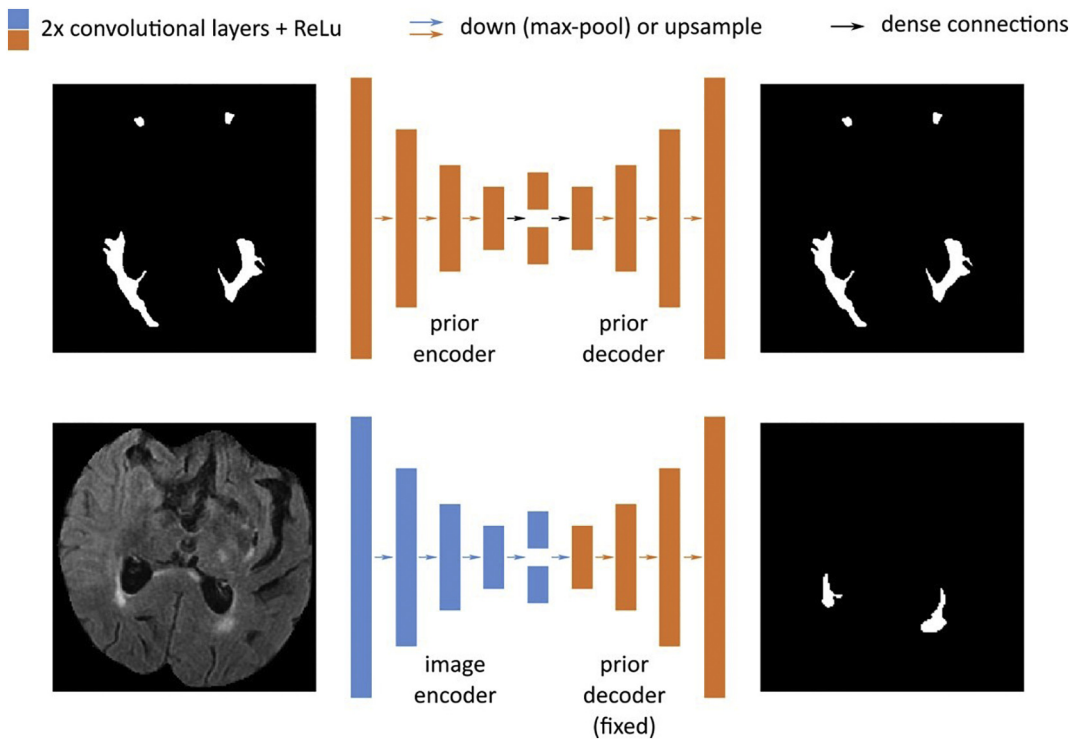 2x convolutional layers + ReLu
down (max-pool) or upsample
dense connections
prior
encoder
prior
decoder
image
encoder
prior
decoder
(fixed)